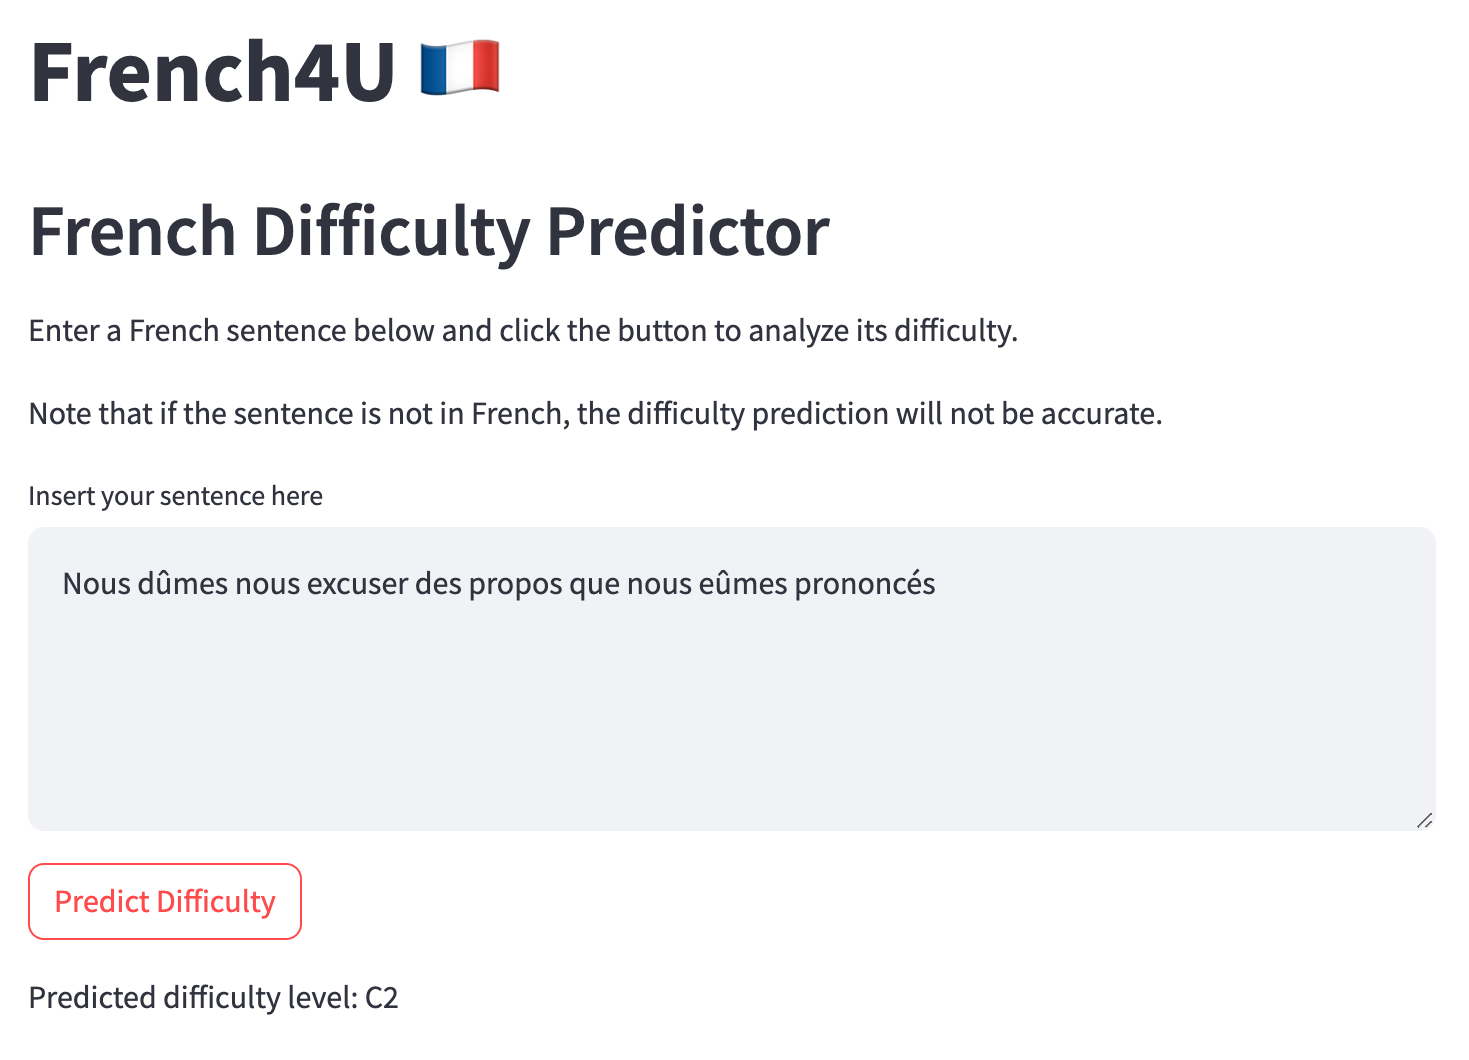 French4U 🇫🇷
French Difficulty Predictor
Enter a French sentence below and click the button to analyze its difficulty.
Note that if the sentence is not in French, the difficulty prediction will not be accurate.
Insert your sentence here
Nous dûmes nous excuser des propos que nous eûmes prononcés
Predict Difficulty
Predicted difficulty level: C2